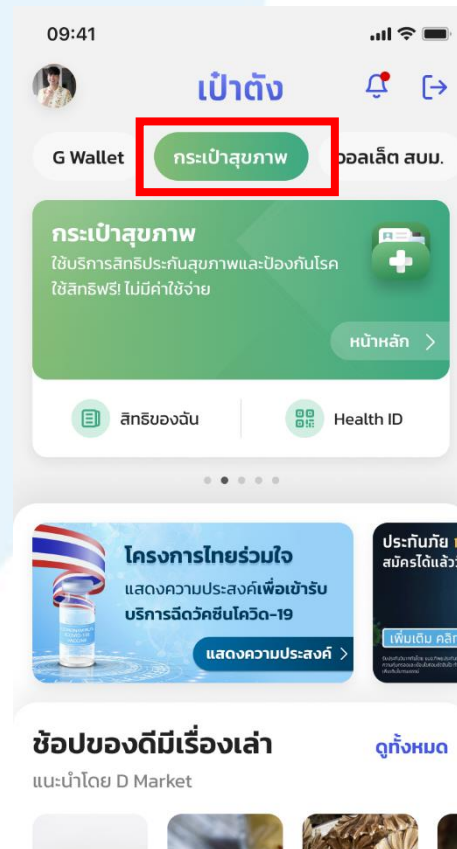 09:41
เป๋าตัง
G Wallet
กระเป๋าสุขภาพ
วอลเล็ต สบม.
กระเป๋าสุขภาพ
ใช้บริการสิทธิประกันสุขภาพและป้องกันโรค
ใช้สิทธิฟรี! ไม่มีค่าใช้จ่าย
หน้าหลัก
สิทธิของฉัน
Health ID
โครงการไทยร่วมใจ
แสดงความประสงค์เพื่อเข้ารับ
บริการฉีดวัคซีนโควิด-19
แสดงความประสงค์
ประกันภัย
สมัครได้แล้ว
เพิ่มเติม คลิก
ช้อปของดีมีเรื่องเล่า
ดูทั้งหมด
แนะนำโดย D Market